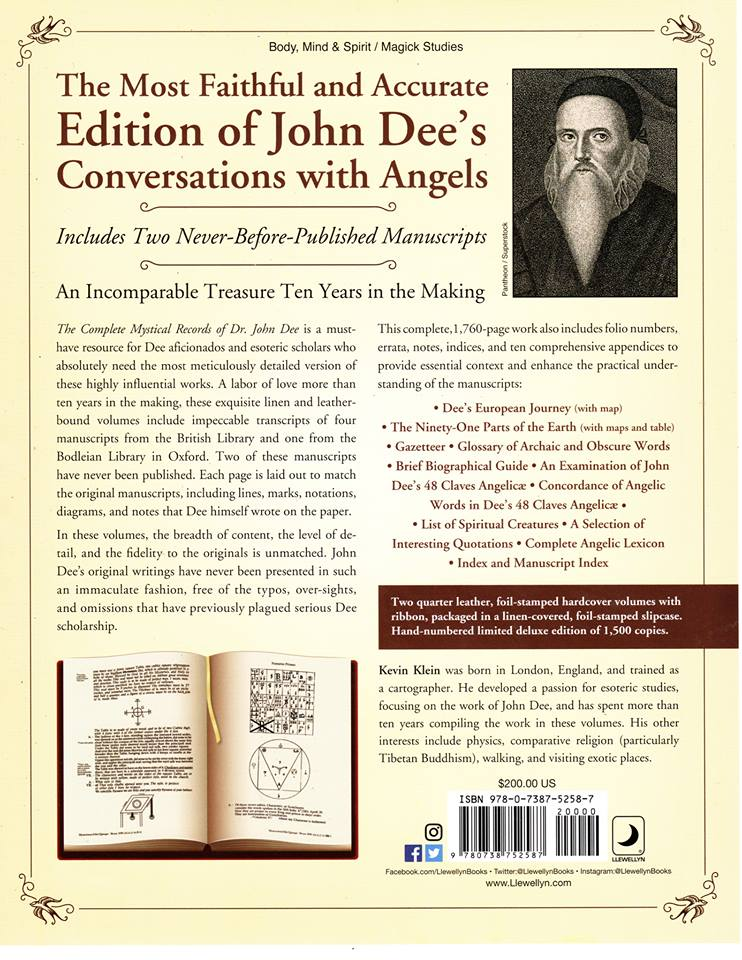 Body, Mind & Spirit / Magick Studies
The Most Faithful and Accurate
Edition of John Dee's
Conversations with Angels
Includes Two Never-Before-Published Manuscripts
An Incomparable Treasure Ten Years in the Making
Pantheon / Superstock
The Complete Mystical Records of Dr. John Dee is a must-
have resource for Dee aficionados and esoteric scholars who
absolutely need the most meticulously detailed version of
these highly influential works. A labor of love more than
ten years in the making, these exquisite linen and leather-
bound volumes include impeccable transcripts of four
manuscripts from the British Library and one from the
Bodleian Library in Oxford. Two of these manuscripts
have never been published. Each page is laid out to match
the original manuscripts, including lines, marks, notations,
diagrams, and notes that Dee himself wrote on the paper.
In these volumes, the breadth of content, the level of de-
tail, and the fidelity to the originals is unmatched. John
Dee's original writings have never been presented in such
an immaculate fashion, free of the typos, over-sights,
and omissions that have previously plagued serious Dee
scholarship.
This complete,1,760-page work also includes folio numbers,
errata, notes, indices, and ten comprehensive appendices to
provide essential context and enhance the practical under-
standing of the manuscripts:
• Dee's European Journey (with map)
• The Ninety-One Parts of the Earth (with maps and table)
• Gazetteer • Glossary of Archaic and Obscure Words
• Brief Biographical Guide • An Examination of John
Dee's 48 Claves Angelicæ • Concordance of Angelic
Words in Dee's 48 Claves Angelicæ •
• List of Spiritual Creatures • A Selection of
Interesting Quotations • Complete Angelic Lexicon
• Index and Manuscript Index
Two quarter leather, foil-stamped hardcover volumes with
ribbon, packaged in a linen-covered, foil-stamped slipcase.
Hand-numbered limited deluxe edition of 1,500 copies.
Kevin Klein was born in London, England, and trained as
a cartographer. He developed a passion for esoteric studies,
focusing on the work of John Dee, and has spent more than
ten years compiling the work in these volumes. His other
interests include physics, comparative religion (particularly
Tibetan Buddhism), walking, and visiting exotic places.
$200.00 US
ISBN 978-0-7387-5258-7
20000
9 780738 752587
LLEWELLYN
Facebook.com/LlewellynBooks • Twitter:@LlewellynBooks • Instagram:@LlewellynBooks
www.Llewellyn.com